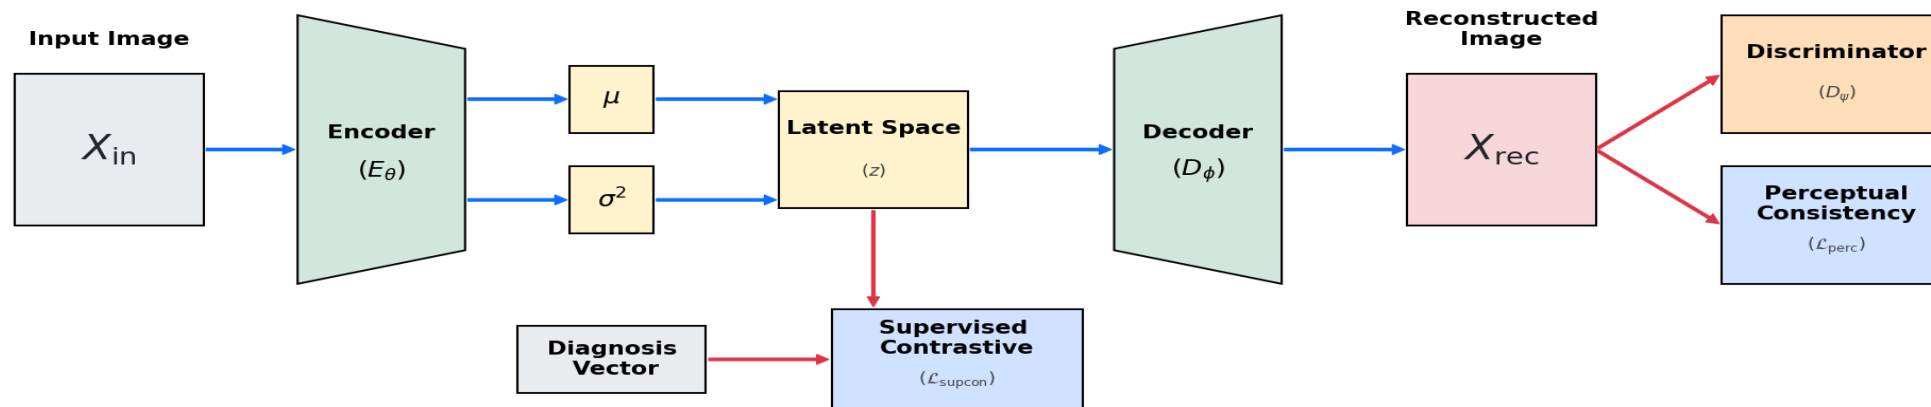 Input Image
X_in
Encoder
(E_θ)
μ
σ²
Latent Space
(z)
Decoder
(D_ϕ)
Reconstructed
Image
X_rec
Discriminator
(D_ψ)
Perceptual
Consistency
(ℒ_perc)
Diagnosis
Vector
Supervised
Contrastive
(ℒ_supcon)